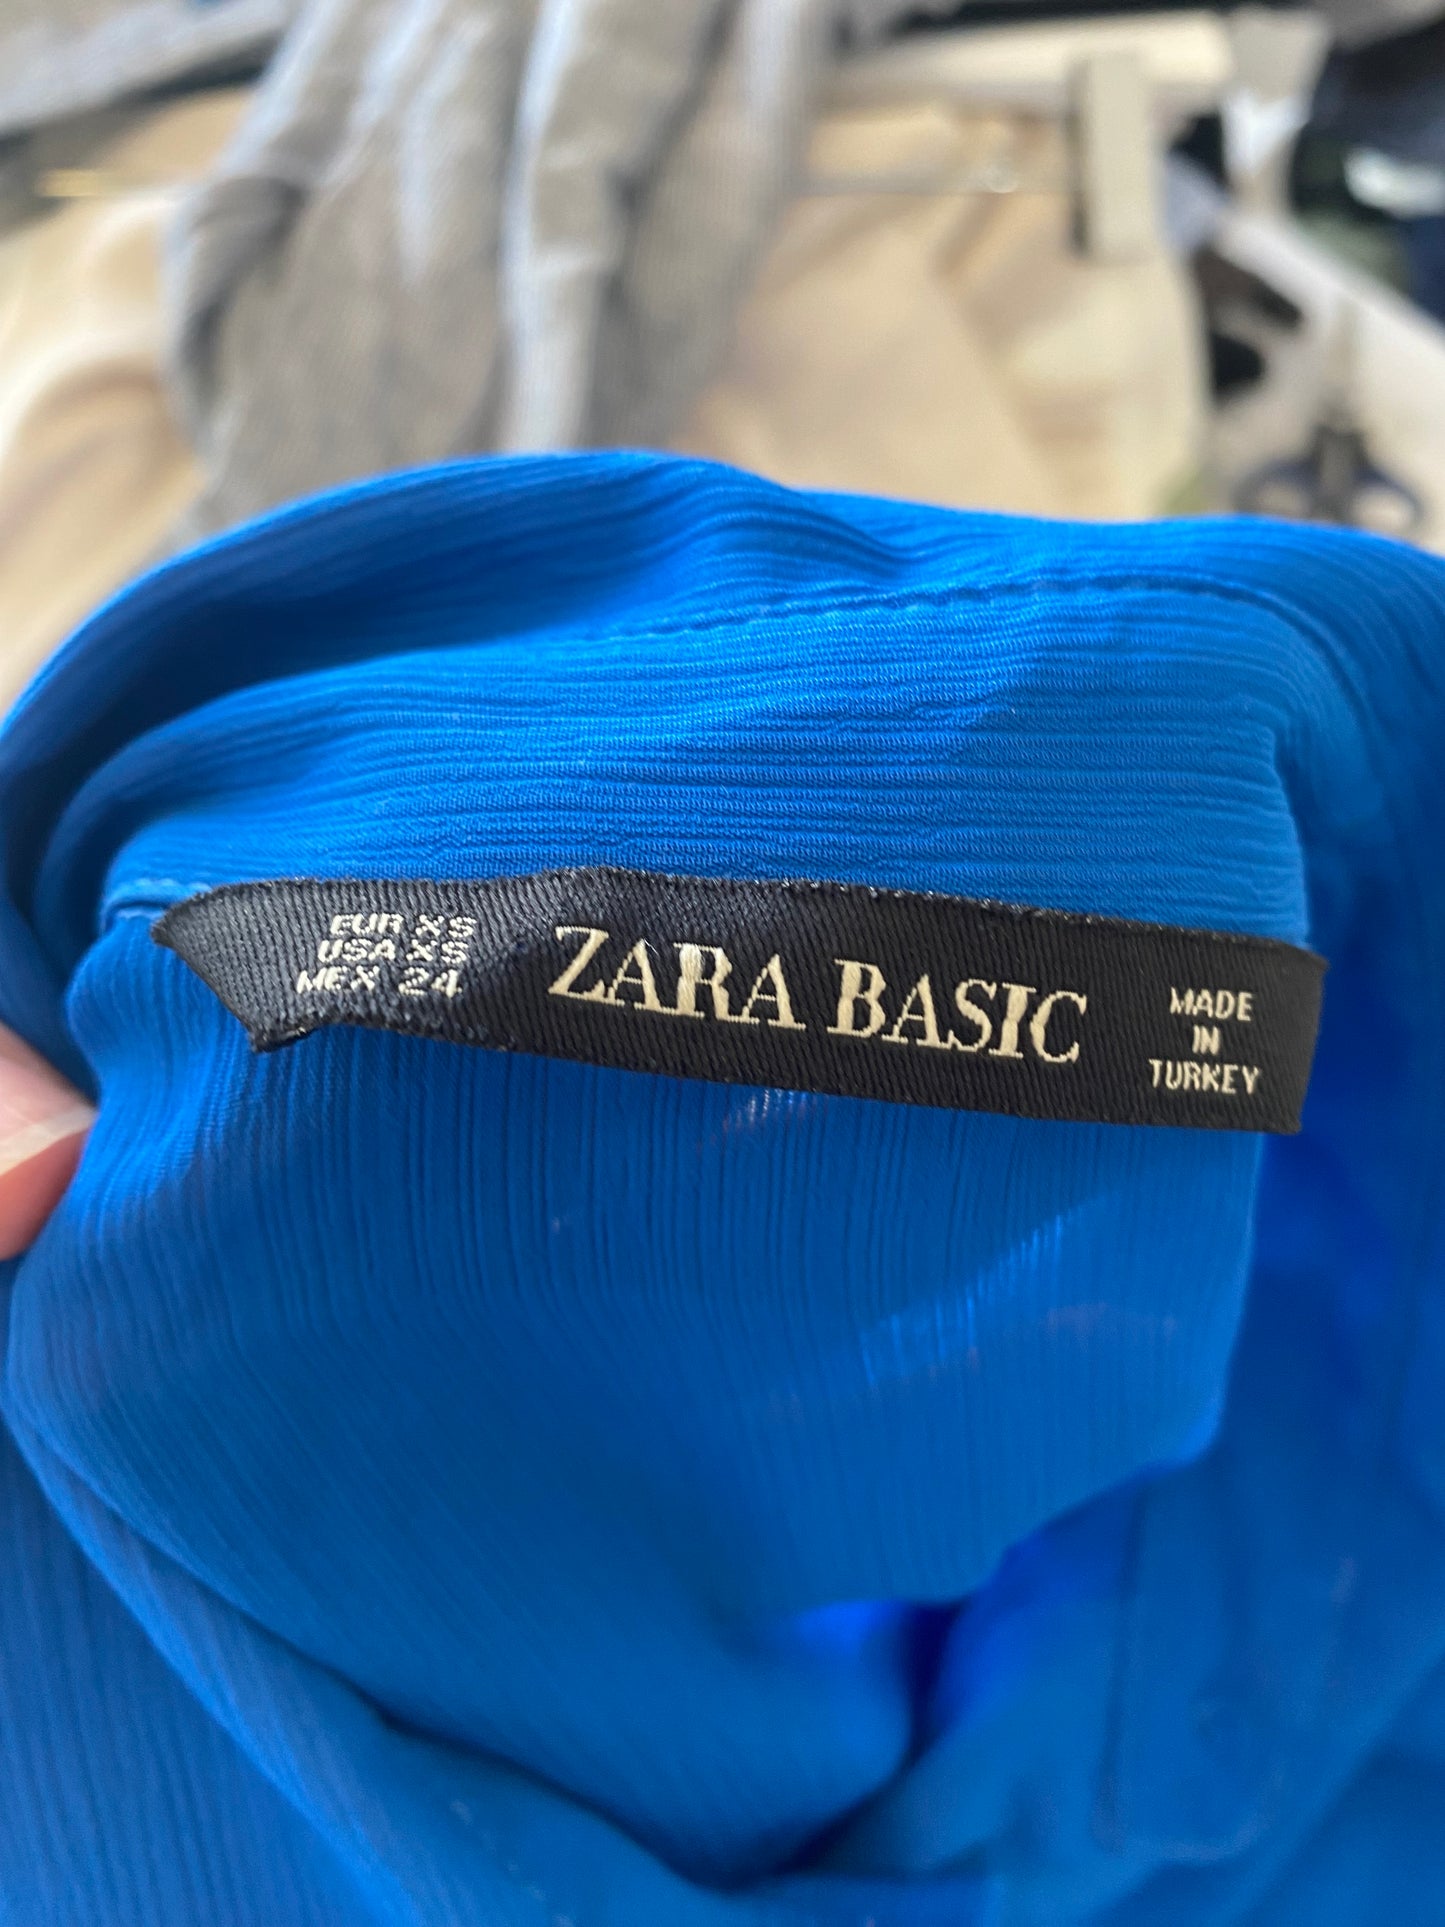 EUR XS
USA XS
MEX 24
ZARA BASIC
MADE
IN
TURKEY